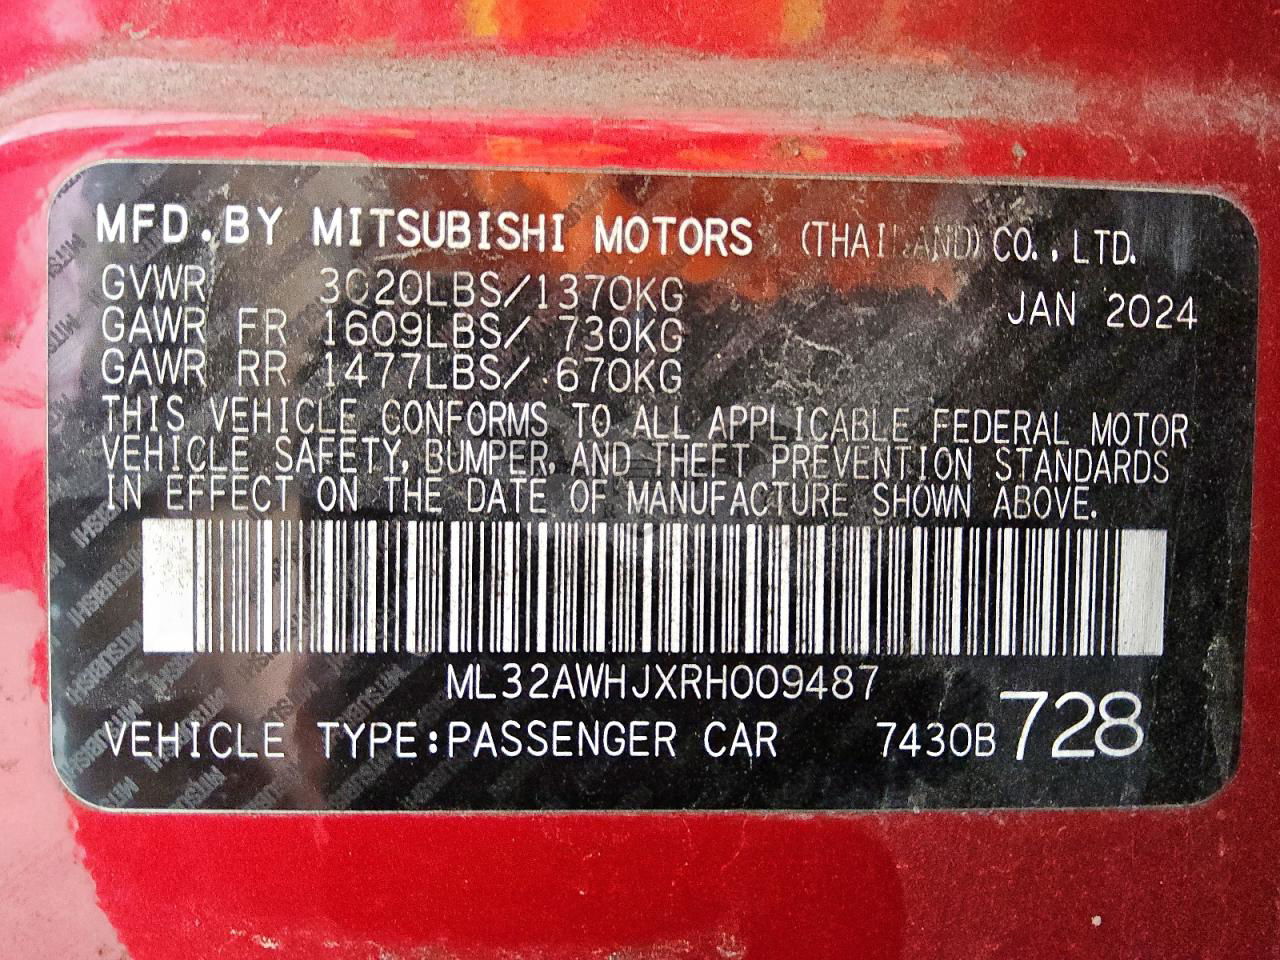 MFD.BY MITSUBISHI MOTORS (THAILAND) CO., LTD.
GVWR 3020LBS/1370KG JAN 2024
GAWR FR 1609LBS/ 730KG
GAWR RR 1477LBS/ 670KG
THIS VEHICLE CONFORMS TO ALL APPLICABLE FEDERAL MOTOR
VEHICLE SAFETY, BUMPER, AND THEFT PREVENTION STANDARDS
IN EFFECT ON THE DATE OF MANUFACTURE SHOWN ABOVE.
ML32AWHJXRH009487
VEHICLE TYPE:PASSENGER CAR 7430B 728